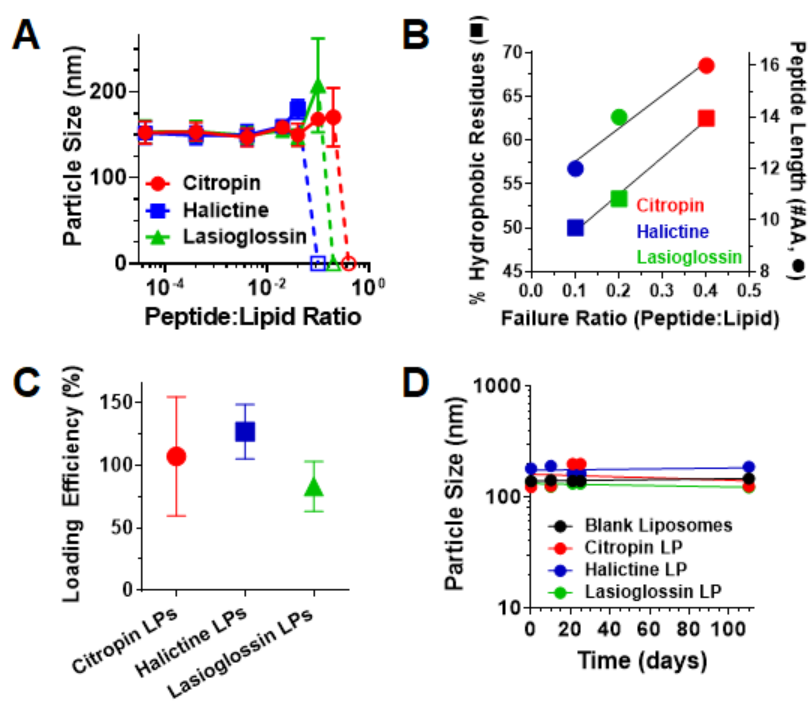 A
Particle Size (nm)
200
100
0
Citropin
Halictine
Lasioglossin
10-4
10-2
100
Peptide:Lipid Ratio
B
% Hydrophobic Residues (■)
70
65
60
55
50
45
Citropin
Halictine
Lasioglossin
16
14
12
10
8
Peptide Length (#AA, ●)
0.0 0.1 0.2 0.3 0.4 0.5
Failure Ratio (Peptide:Lipid)
C
Loading Efficiency (%)
150
100
50
0
Citropin LPs
Halictine LPs
Lasioglossin LPs
D
Particle Size (nm)
1000
100
10
Blank Liposomes
Citropin LP
Halictine LP
Lasioglossin LP
0 20 40 60 80 100
Time (days)